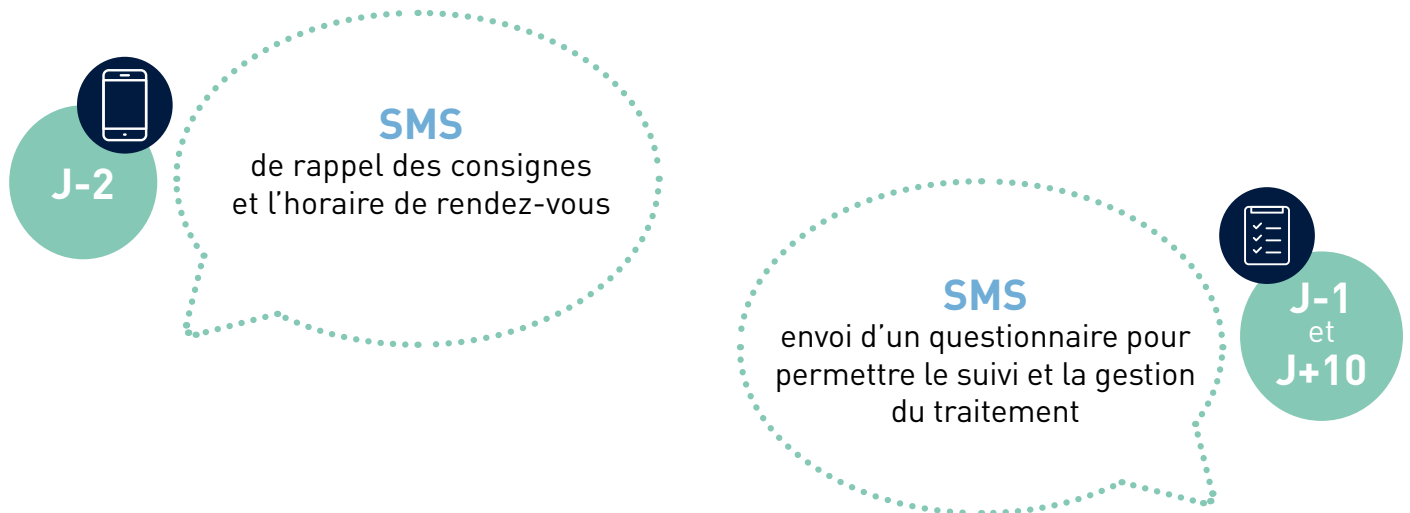 J-2
SMS
de rappel des consignes
et l’horaire de rendez-vous
SMS
envoi d’un questionnaire pour
permettre le suivi et la gestion
du traitement
J-1
et
J+10